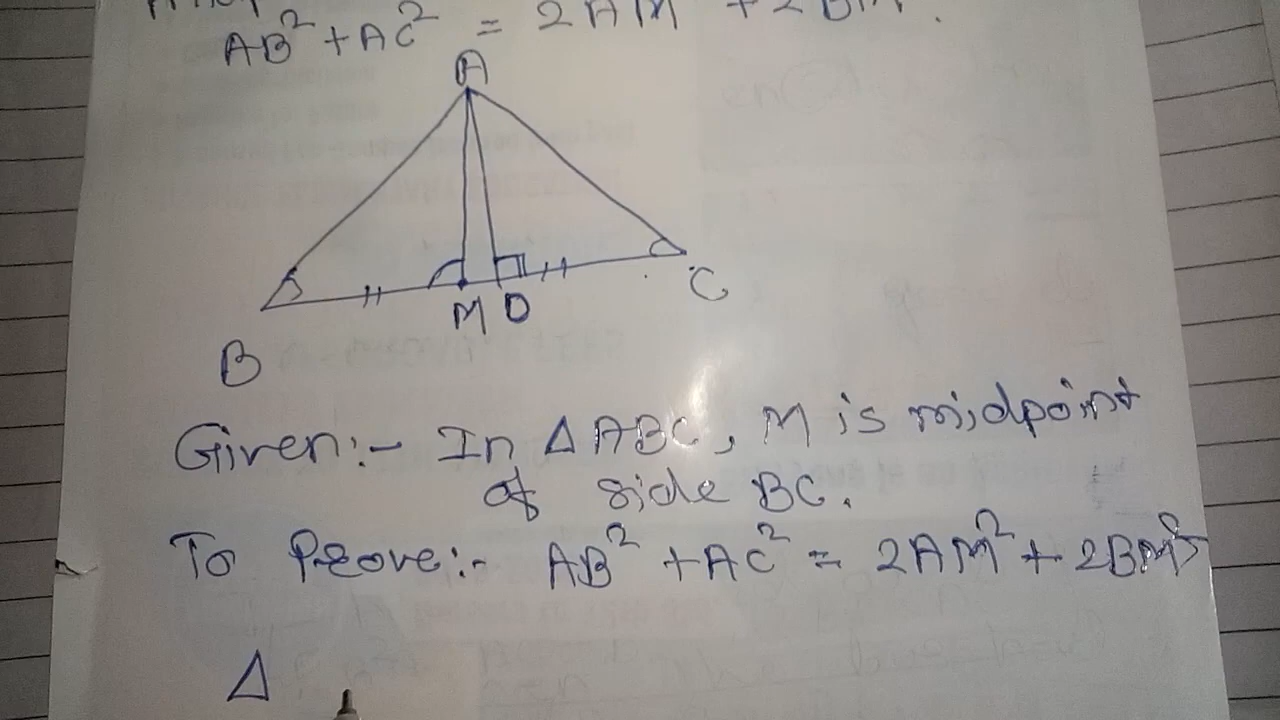 AB² + AC² = 2AM² + 2BM².
A
M D
C
B
Given:- In ΔABC, M is midpoint
of side BC.
To Prove:- AB² + AC² = 2AM² + 2BM²
Δ